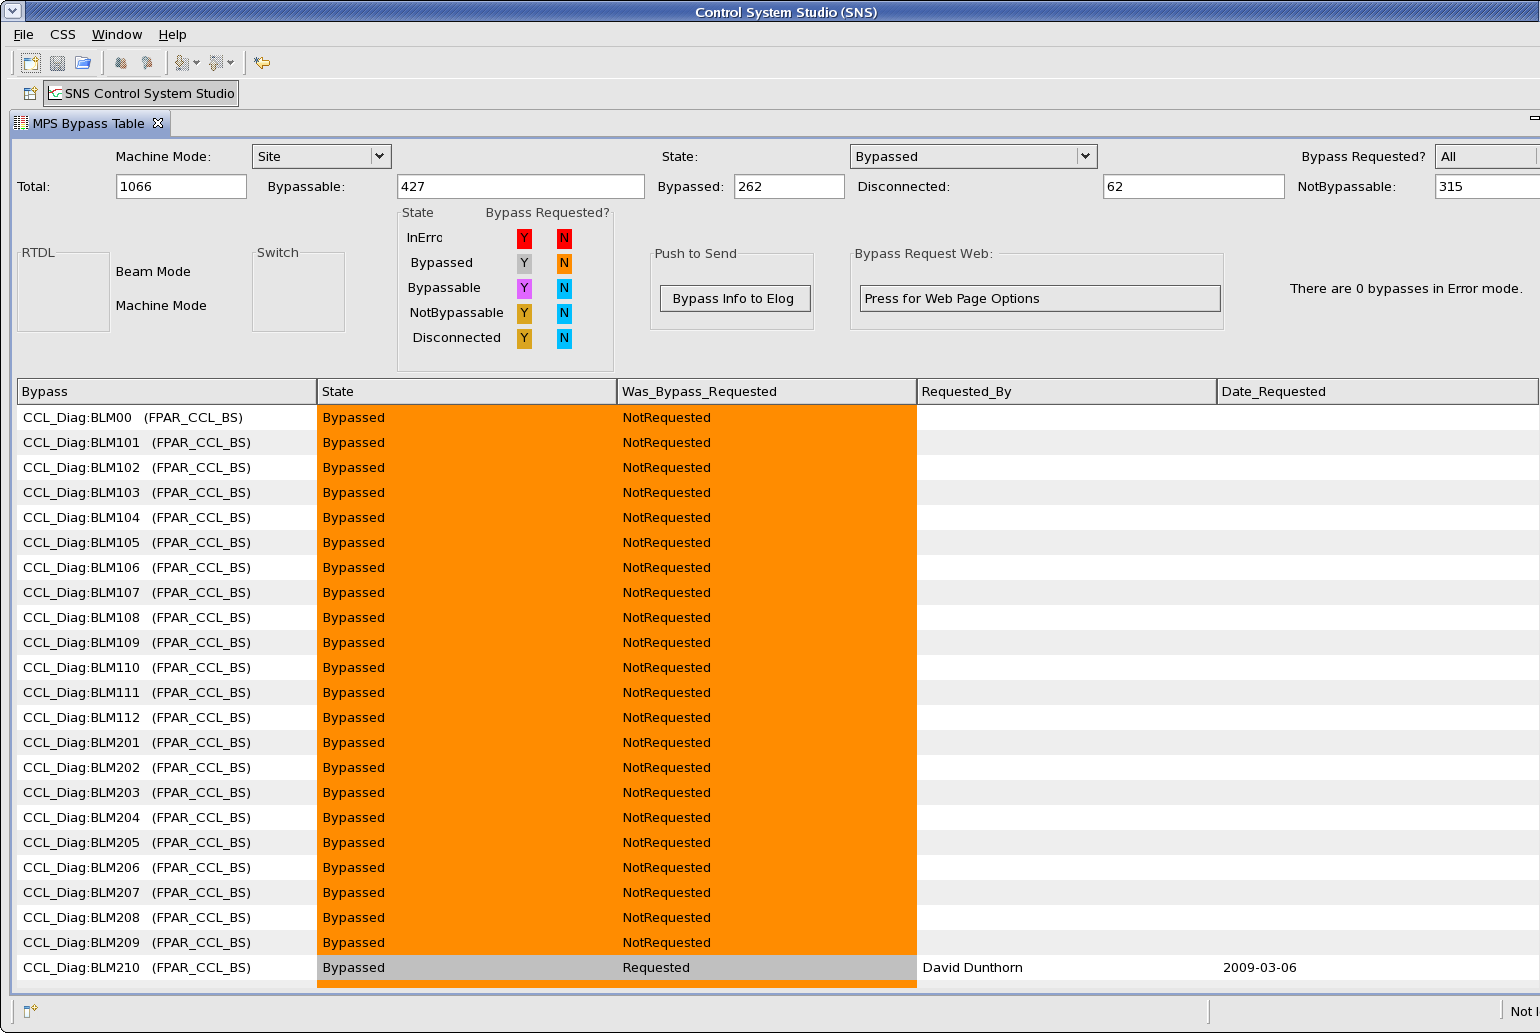 Control System Studio (SNS)
File CSS Window Help
SNS Control System Studio
MPS Bypass Table
Machine Mode: Site State: Bypassed Bypass Requested? All
Total: 1066 Bypassable: 427 Bypassed: 262 Disconnected: 62 NotBypassable: 315
State Bypass Requested?
InErro Y N
Bypassed Y N
Bypassable Y N
NotBypassable Y N
Disconnected Y N
RTDL
Beam Mode
Machine Mode
Switch
Push to Send
Bypass Info to Elog
Bypass Request Web:
Press for Web Page Options
There are 0 bypasses in Error mode.
Bypass State Was_Bypass_Requested Requested_By Date_Requested
CCL_Diag:BLM00 (FPAR_CCL_BS) Bypassed NotRequested
CCL_Diag:BLM101 (FPAR_CCL_BS) Bypassed NotRequested
CCL_Diag:BLM102 (FPAR_CCL_BS) Bypassed NotRequested
CCL_Diag:BLM103 (FPAR_CCL_BS) Bypassed NotRequested
CCL_Diag:BLM104 (FPAR_CCL_BS) Bypassed NotRequested
CCL_Diag:BLM105 (FPAR_CCL_BS) Bypassed NotRequested
CCL_Diag:BLM106 (FPAR_CCL_BS) Bypassed NotRequested
CCL_Diag:BLM107 (FPAR_CCL_BS) Bypassed NotRequested
CCL_Diag:BLM108 (FPAR_CCL_BS) Bypassed NotRequested
CCL_Diag:BLM109 (FPAR_CCL_BS) Bypassed NotRequested
CCL_Diag:BLM110 (FPAR_CCL_BS) Bypassed NotRequested
CCL_Diag:BLM111 (FPAR_CCL_BS) Bypassed NotRequested
CCL_Diag:BLM112 (FPAR_CCL_BS) Bypassed NotRequested
CCL_Diag:BLM201 (FPAR_CCL_BS) Bypassed NotRequested
CCL_Diag:BLM202 (FPAR_CCL_BS) Bypassed NotRequested
CCL_Diag:BLM203 (FPAR_CCL_BS) Bypassed NotRequested
CCL_Diag:BLM204 (FPAR_CCL_BS) Bypassed NotRequested
CCL_Diag:BLM205 (FPAR_CCL_BS) Bypassed NotRequested
CCL_Diag:BLM206 (FPAR_CCL_BS) Bypassed NotRequested
CCL_Diag:BLM207 (FPAR_CCL_BS) Bypassed NotRequested
CCL_Diag:BLM208 (FPAR_CCL_BS) Bypassed NotRequested
CCL_Diag:BLM209 (FPAR_CCL_BS) Bypassed NotRequested
CCL_Diag:BLM210 (FPAR_CCL_BS) Bypassed Requested David Dunthorn 2009-03-06
Not